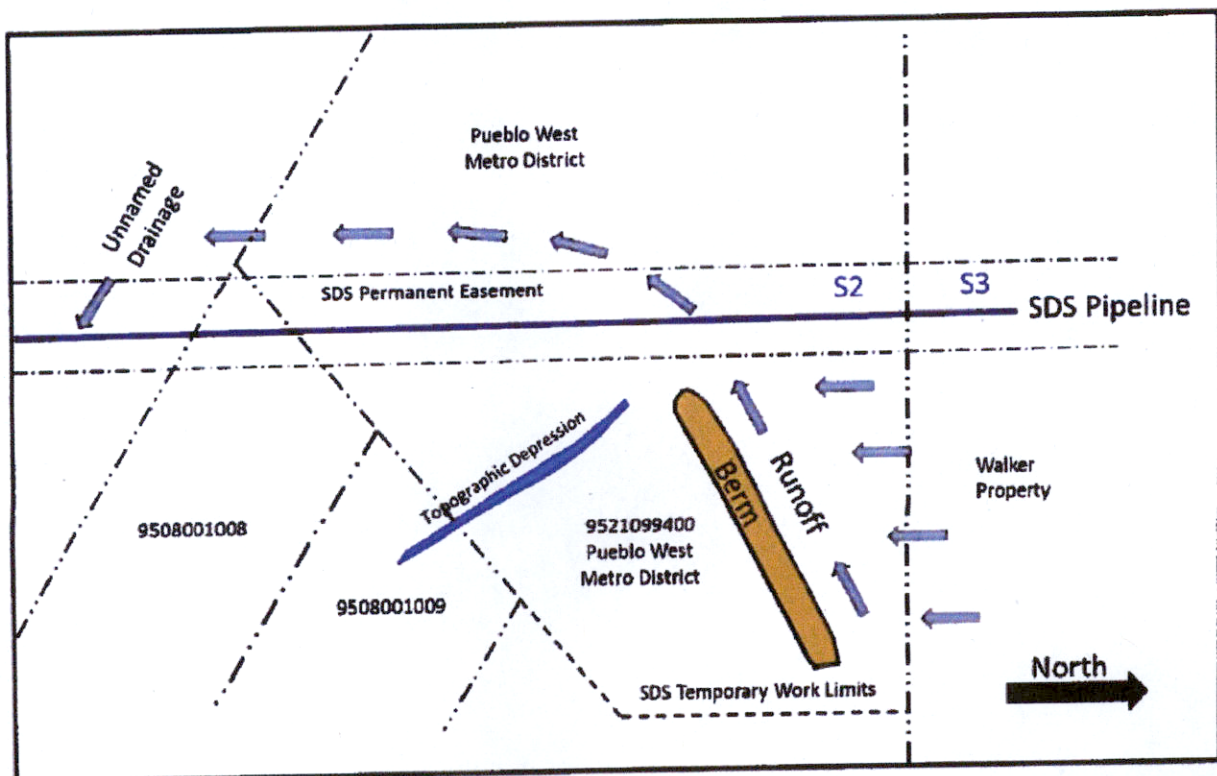 Pueblo West
Metro District
Unnamed
Drainage
SDS Permanent Easement
S2
S3
SDS Pipeline
Topographic Depression
Berm
Runoff
Walker
Property
9508001008
9521099400
Pueblo West
Metro District
9508001009
SDS Temporary Work Limits
North